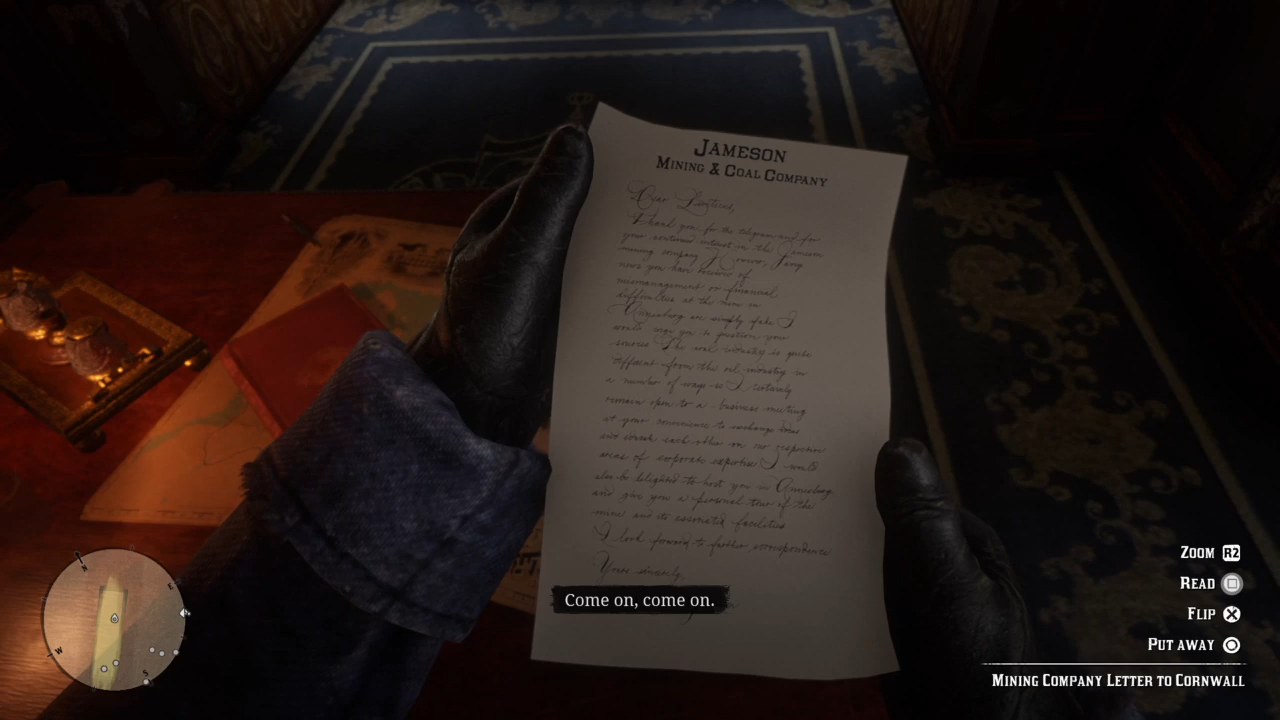 JAMESON
MINING & COAL COMPANY
Dear Leviticus,
Thank you for the telegram and for
your continued interest in the Jameson
mining company. However, any
news you have received of
mismanagement or financial
difficulties at the mine in
Annesburg are simply fake. I
would urge you to question your
sources. The coal industry is quite
different from the oil industry in
a number of ways so I certainly
remain open to a business meeting
at your convenience to exchange ideas
and consult each other on our respective
areas of corporate expertise. I would
also be delighted to host you in Annesburg
and give you a personal tour of the
mine and its associated facilities.
I look forward to further correspondence
Yours sincerely,
Come on, come on.
ZOOM R2
READ
FLIP
PUT AWAY
MINING COMPANY LETTER TO CORNWALL
N
E
S
W